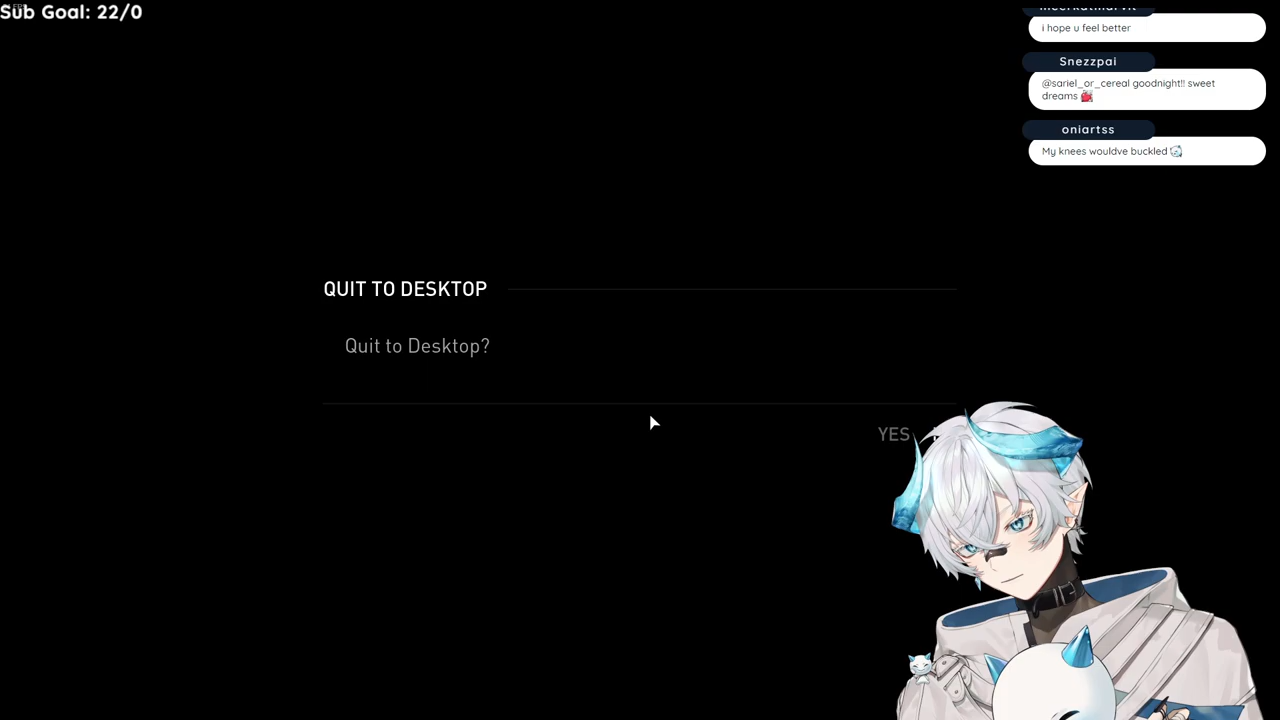 Sub Goal: 22/0
meerkatmarvii
i hope u feel better
Snezzpai
@sariel_or_cereal goodnight!! sweet
dreams
oniartss
My knees wouldve buckled
QUIT TO DESKTOP
Quit to Desktop?
YES